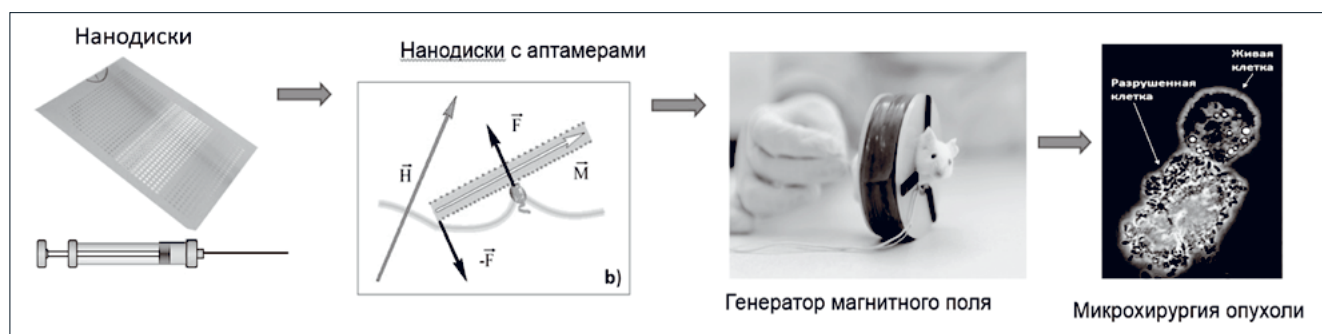 Нанодиски
Нанодиски с аптамерами
H
F
M
-F
b)
Генератор магнитного поля
Живая
клетка
Разрушенная
клетка
Микрохирургия опухоли